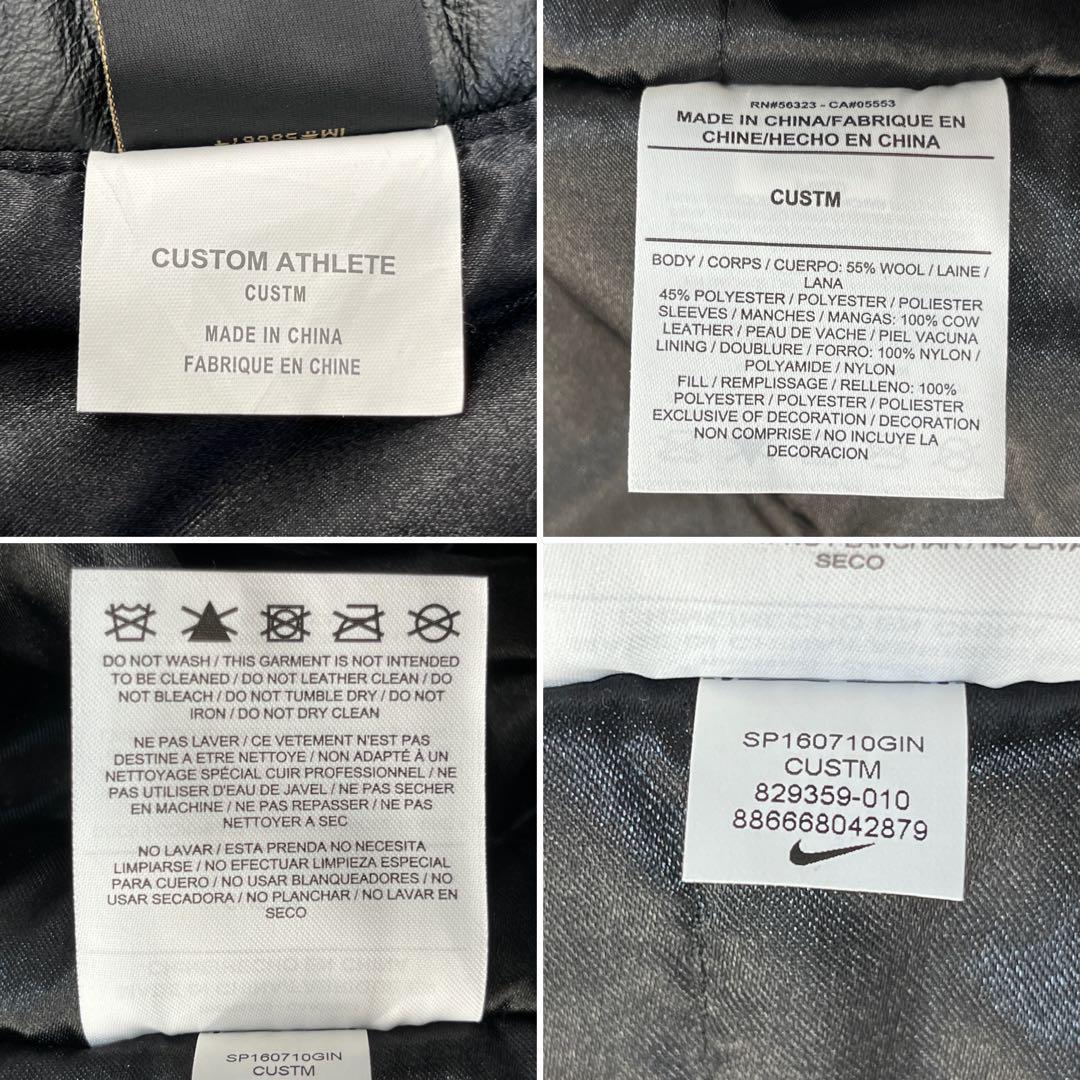 CUSTOM ATHLETE
CUSTM
MADE IN CHINA
FABRIQUE EN CHINE
RN#56323 - CA#05553
MADE IN CHINA/FABRIQUE EN
CHINE/HECHO EN CHINA
CUSTM
BODY / CORPS / CUERPO: 55% WOOL / LAINE /
LANA
45% POLYESTER / POLYESTER / POLIESTER
SLEEVES / MANCHES / MANGAS: 100% COW
LEATHER / PEAU DE VACHE / PIEL VACUNA
LINING / DOUBLURE / FORRO: 100% NYLON /
POLYAMIDE / NYLON
FILL / REMPLISSAGE / RELLENO: 100%
POLYESTER / POLYESTER / POLIESTER
EXCLUSIVE OF DECORATION / DECORATION
NON COMPRISE / NO INCLUYE LA
DECORACION
DO NOT WASH / THIS GARMENT IS NOT INTENDED
TO BE CLEANED / DO NOT LEATHER CLEAN / DO
NOT BLEACH / DO NOT TUMBLE DRY / DO NOT
IRON / DO NOT DRY CLEAN
NE PAS LAVER / CE VETEMENT N'EST PAS
DESTINE A ETRE NETTOYE / NON ADAPTÉ À UN
NETTOYAGE SPÉCIAL CUIR PROFESSIONNEL / NE
PAS UTILISER D'EAU DE JAVEL / NE PAS SECHER
EN MACHINE / NE PAS REPASSER / NE PAS
NETTOYER A SEC
NO LAVAR / ESTA PRENDA NO NECESITA
LIMPIARSE / NO EFECTUAR LIMPIEZA ESPECIAL
PARA CUERO / NO USAR BLANQUEADORES / NO
USAR SECADORA / NO PLANCHAR / NO LAVAR EN
SECO
SP160710GIN
CUSTM
PLANCHAR / NO LAVA
SECO
SP160710GIN
CUSTM
829359-010
886668042879